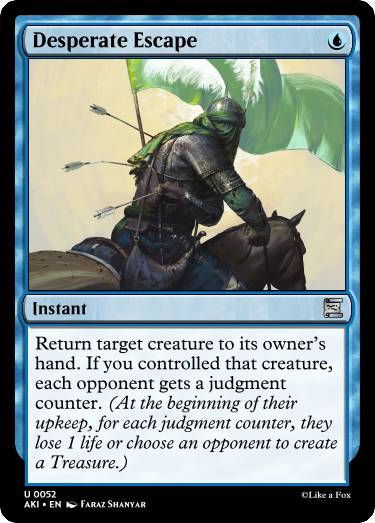 Desperate Escape
Instant
Return target creature to its owner's
hand. If you controlled that creature,
each opponent gets a judgment
counter. (At the beginning of their
upkeep, for each judgment counter, they
lose 1 life or choose an opponent to create
a Treasure.)
U 0052
AKI • EN Faraz Shanyar
©Like a Fox